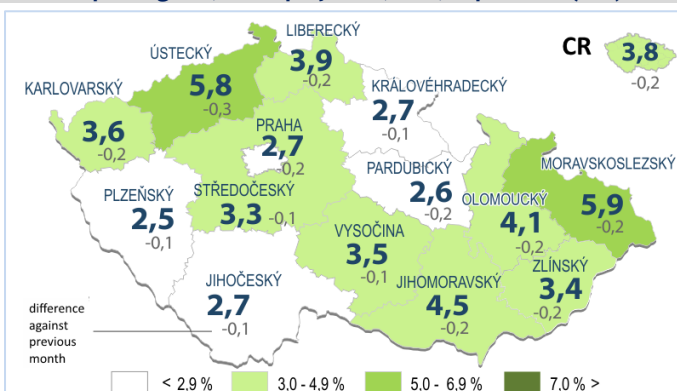 LIBERECKÝ
3,9
-0,2
ÚSTECKÝ
5,8
-0,3
CR
3,8
-0,2
KARLOVARSKÝ
3,6
-0,2
KRÁLOVÉHRADECKÝ
2,7
-0,1
PRAHA
2,7
-0,2
PARDUBICKÝ
2,6
-0,2
MORAVSKOSLEZSKÝ
5,9
-0,2
PLZEŇSKÝ
2,5
-0,1
STŘEDOČESKÝ
3,3 -0,1
OLOMOUCKÝ
4,1
-0,2
VYSOČINA
3,5
-0,1
ZLÍNSKÝ
3,4
-0,2
JIHOČESKÝ
2,7
-0,1
JIHOMORAVSKÝ
4,5
-0,2
difference
against
previous
month
< 2,9 % 3,0 - 4,9 % 5,0 - 6,9 % 7,0 % >